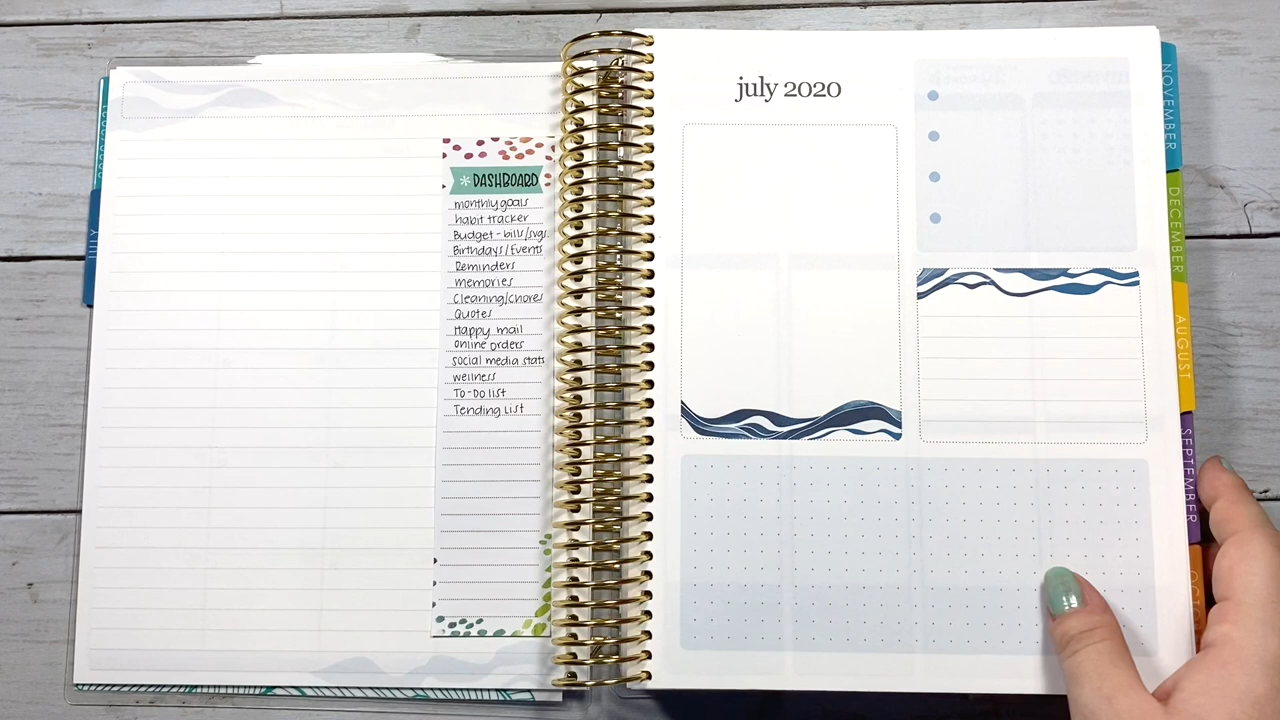 JULY
* DASHBOARD
monthly goals
habit tracker
Budget - bills/svgs.
Birthdays/Events
Reminders
memories
Cleaning/chores
Quotes
Happy mail
online orders
social media stats
wellness
To-Do list
Tending List
july 2020
NOVEMBER
DECEMBER
AUGUST
SEPTEMBER